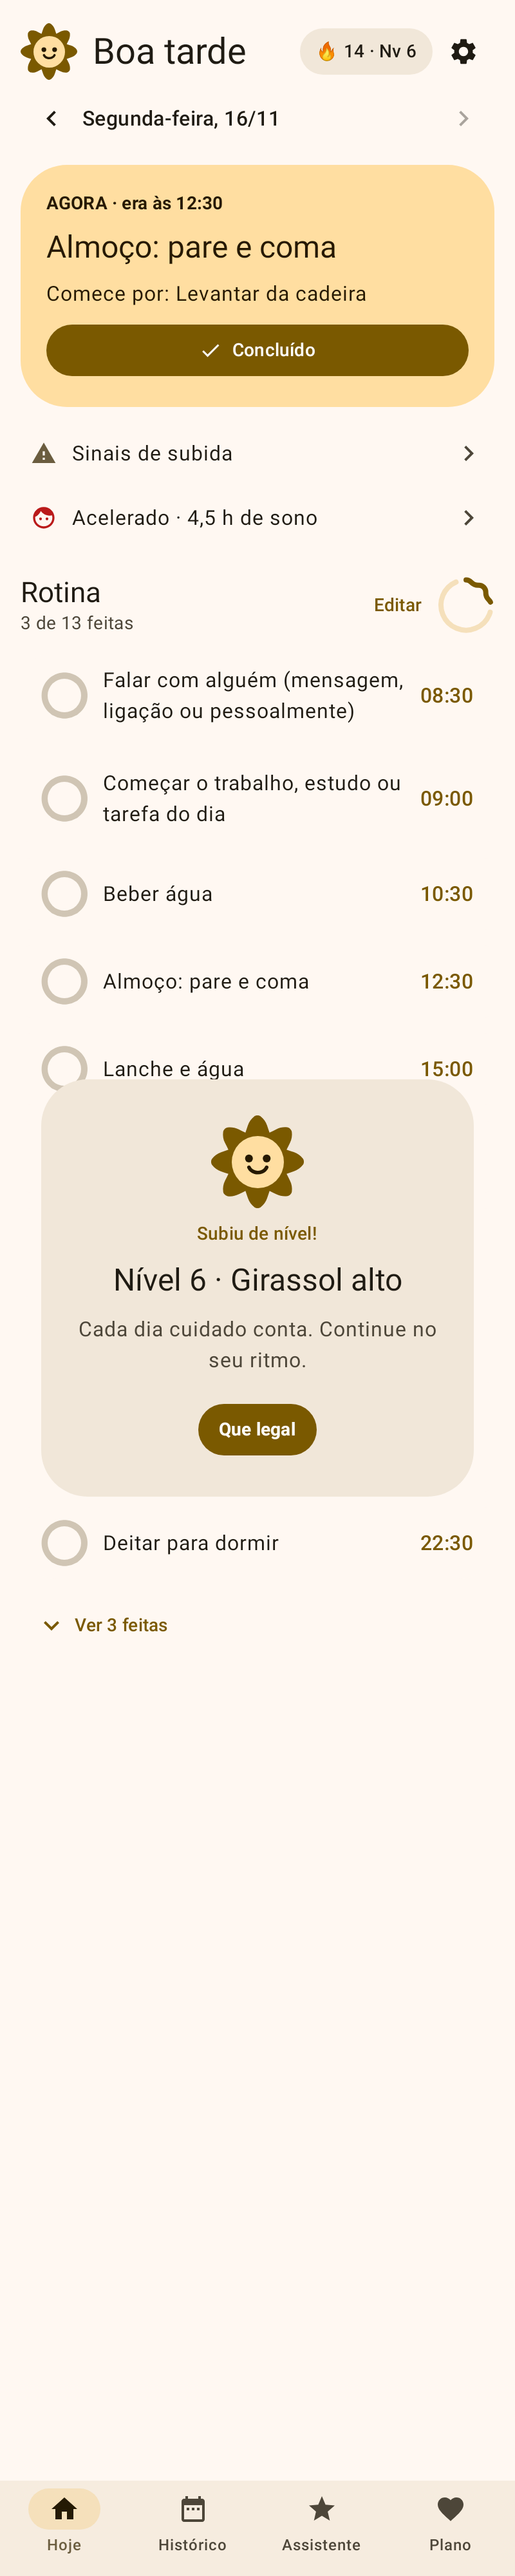 Boa tarde
🔥 14 · Nv 6
Segunda-feira, 16/11
AGORA · era às 12:30
Almoço: pare e coma
Comece por: Levantar da cadeira
Concluído
Sinais de subida
Acelerado · 4,5 h de sono
Rotina
3 de 13 feitas
Editar
Falar com alguém (mensagem,
ligação ou pessoalmente)
08:30
Começar o trabalho, estudo ou
tarefa do dia
09:00
Beber água
10:30
Almoço: pare e coma
12:30
Lanche e água
15:00
Subiu de nível!
Nível 6 · Girassol alto
Cada dia cuidado conta. Continue no
seu ritmo.
Que legal
Deitar para dormir
22:30
Ver 3 feitas
Hoje
Histórico
Assistente
Plano